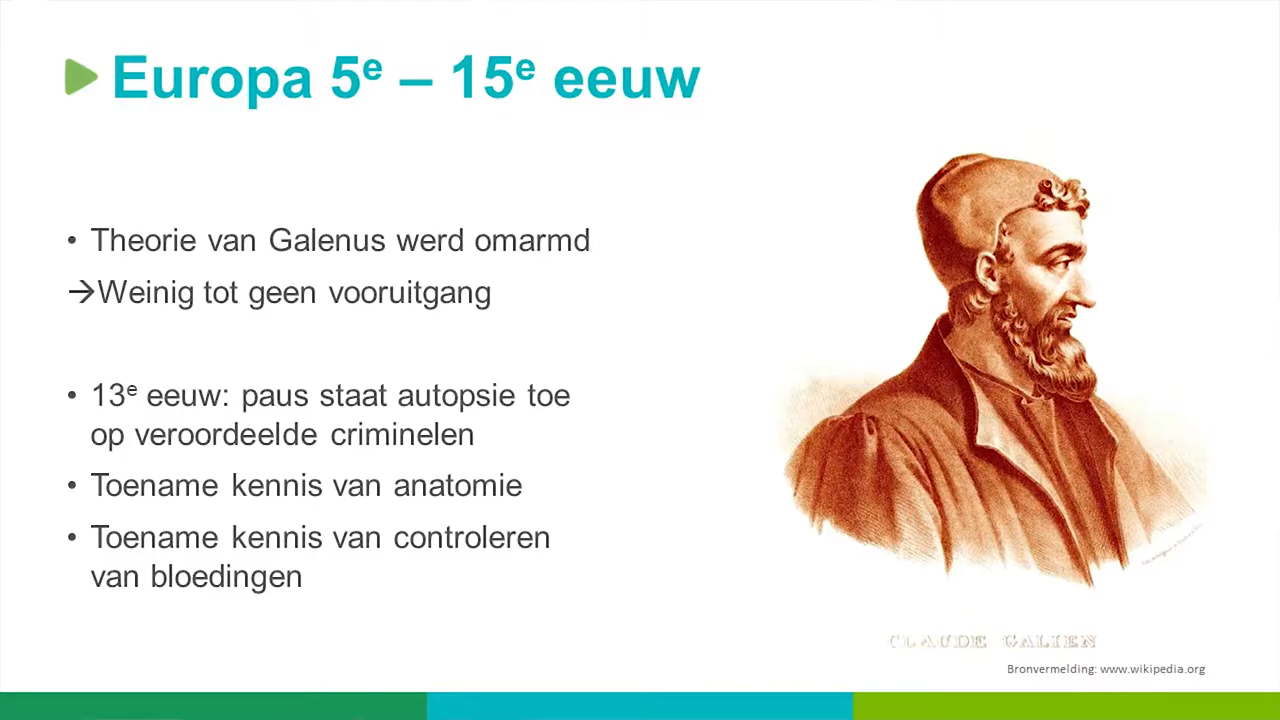 Europa 5e – 15e eeuw
• Theorie van Galenus werd omarmd
→Weinig tot geen vooruitgang
• 13e eeuw: paus staat autopsie toe
op veroordeelde criminelen
• Toename kennis van anatomie
• Toename kennis van controleren
van bloedingen
CLAUDE GALIEN
Bronvermelding: www.wikipedia.org